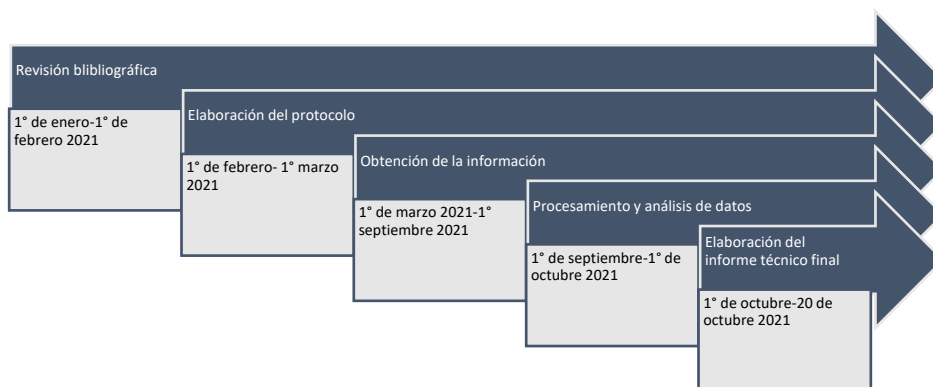 Revisión blibliográfica
1° de enero-1° de
febrero 2021
Elaboración del protocolo
1° de febrero- 1° marzo
2021
Obtención de la información
1° de marzo 2021-1°
septiembre 2021
Procesamiento y análisis de datos
1° de septiembre-1° de
octubre 2021
Elaboración del
informe técnico final
1° de octubre-20 de
octubre 2021